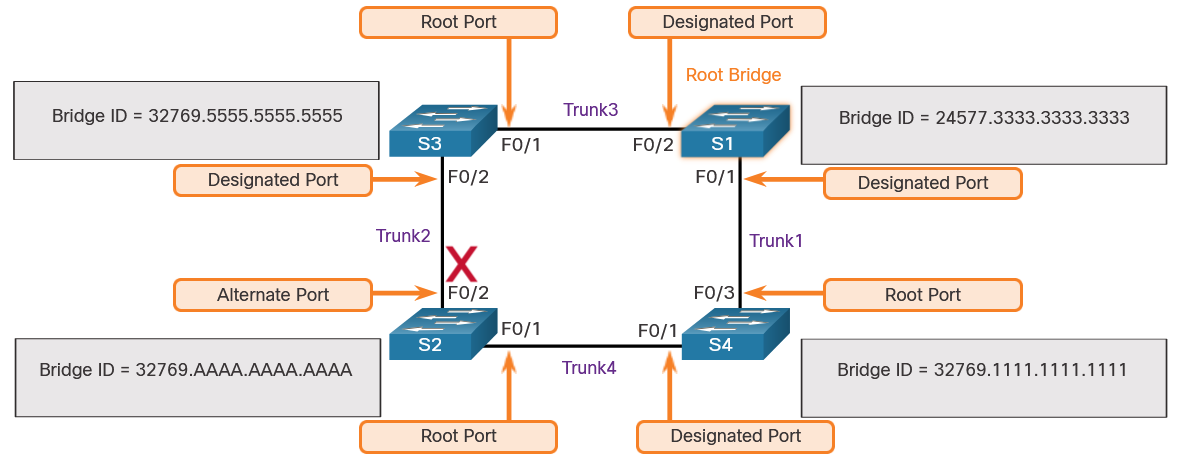 Root Port
Designated Port
Root Bridge
Bridge ID = 32769.5555.5555.5555
Trunk3
Bridge ID = 24577.3333.3333.3333
S3
F0/1
F0/2
S1
Designated Port
F0/2
F0/1
Designated Port
Trunk2
Trunk1
X
Alternate Port
F0/2
F0/3
Root Port
S2
F0/1
F0/1
S4
Bridge ID = 32769.AAAA.AAAA.AAAA
Trunk4
Bridge ID = 32769.1111.1111.1111
Root Port
Designated Port